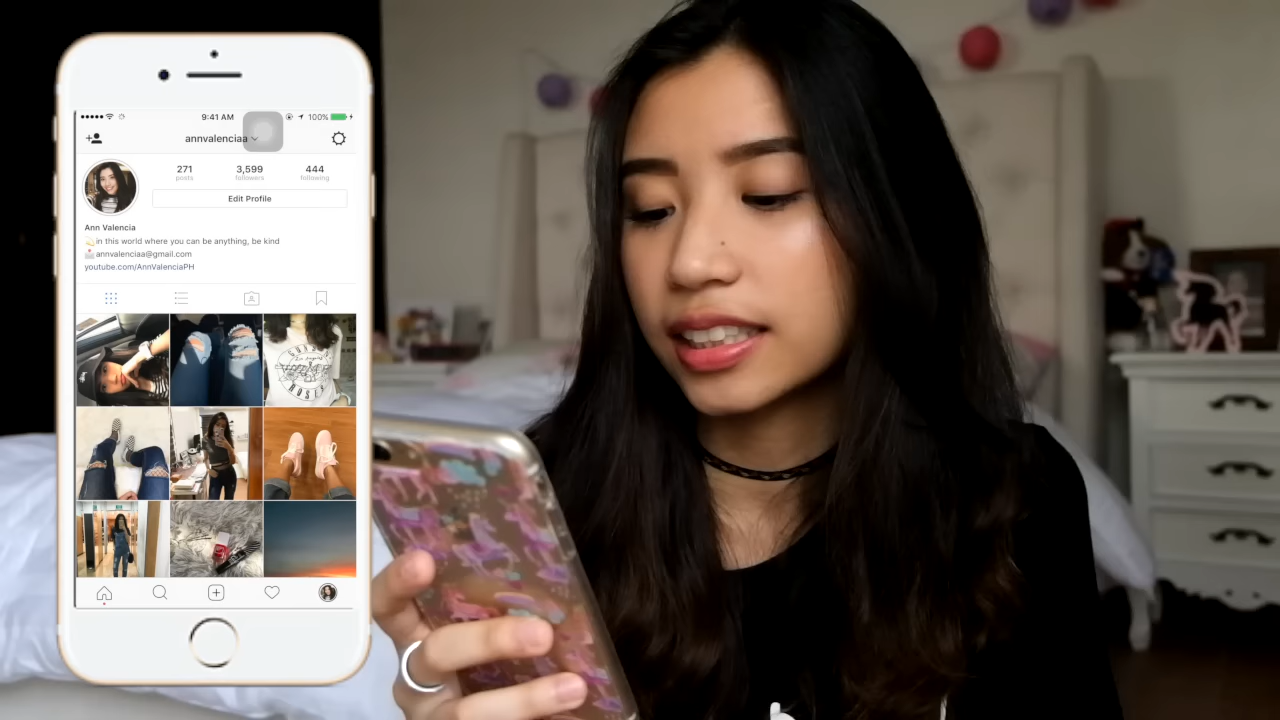 9:41 AM 100%
annvalenciaa
271 3,599 444
posts followers following
Edit Profile
Ann Valencia
in this world where you can be anything, be kind
annvalenciaa@gmail.com
youtube.com/AnnValenciaPH